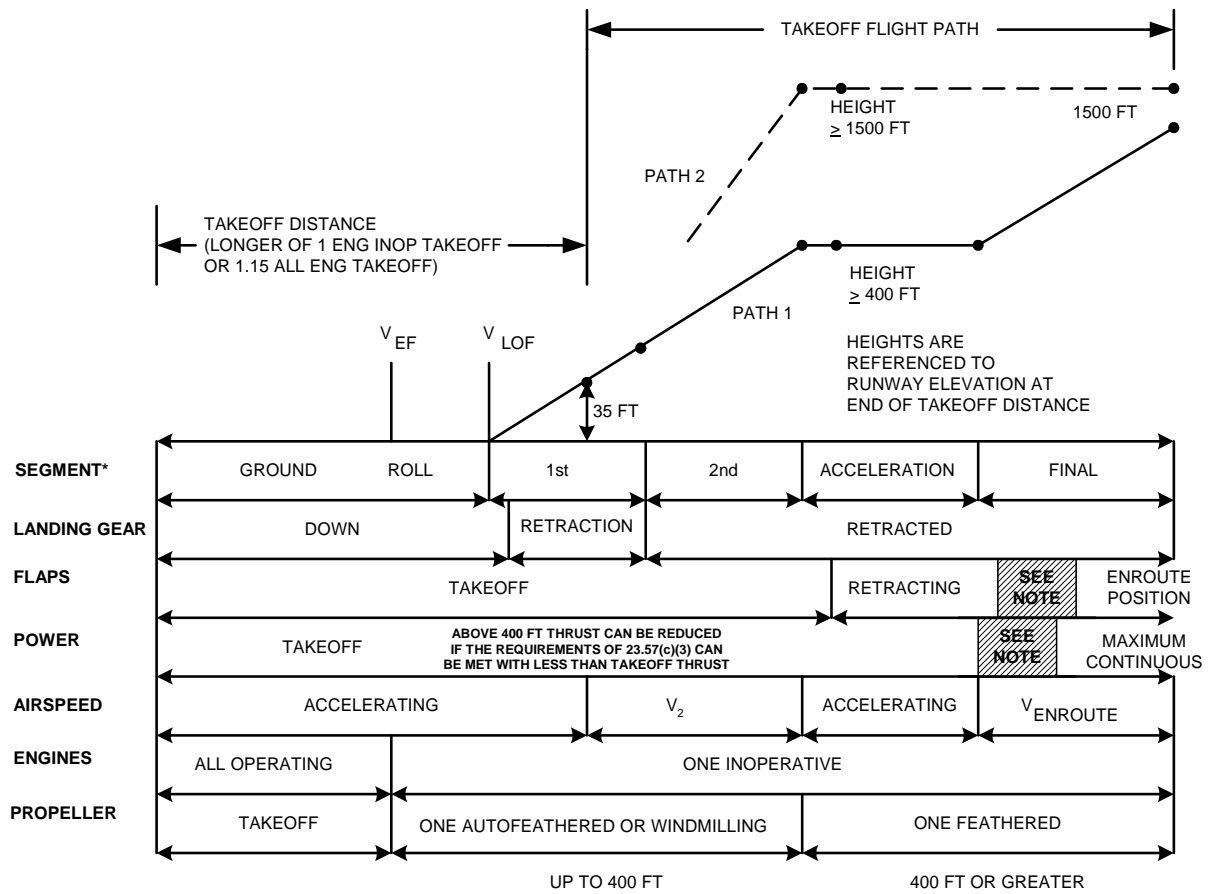 TAKEOFF FLIGHT PATH
HEIGHT
≥ 1500 FT
1500 FT
PATH 2
TAKEOFF DISTANCE
(LONGER OF 1 ENG INOP TAKEOFF
OR 1.15 ALL ENG TAKEOFF)
HEIGHT
≥ 400 FT
PATH 1
V EF
V LOF
HEIGHTS ARE
REFERENCED TO
RUNWAY ELEVATION AT
END OF TAKEOFF DISTANCE
35 FT
SEGMENT* GROUND ROLL 1st 2nd ACCELERATION FINAL
LANDING GEAR DOWN RETRACTION RETRACTED
FLAPS TAKEOFF RETRACTING SEE NOTE ENROUTE POSITION
POWER TAKEOFF
ABOVE 400 FT THRUST CAN BE REDUCED
IF THE REQUIREMENTS OF 23.57(c)(3) CAN
BE MET WITH LESS THAN TAKEOFF THRUST
SEE NOTE
MAXIMUM CONTINUOUS
AIRSPEED ACCELERATING V2 ACCELERATING V ENROUTE
ENGINES ALL OPERATING ONE INOPERATIVE
PROPELLER TAKEOFF ONE AUTOFEATHERED OR WINDMILLING ONE FEATHERED
UP TO 400 FT 400 FT OR GREATER